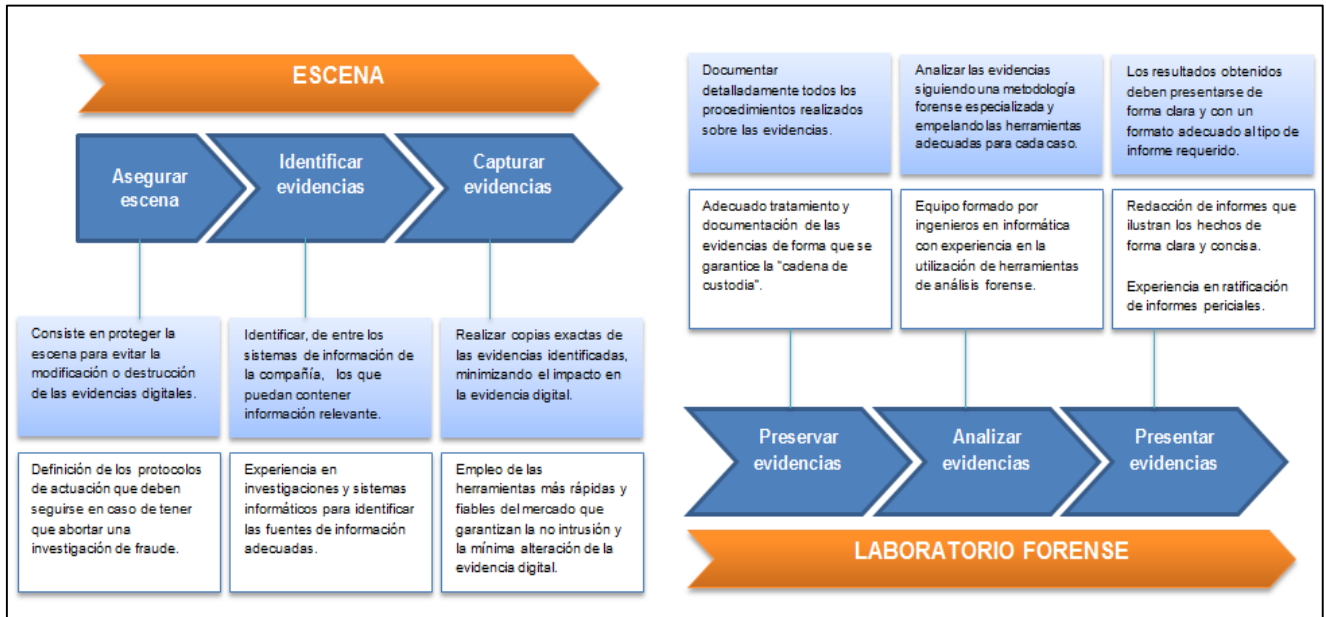 ESCENA
Asegurar
escena
Identificar
evidencias
Capturar
evidencias
Consiste en proteger la
escena para evitar la
modificación o destrucción
de las evidencias digitales.
Identificar, de entre los
sistemas de información de
la compañía, los que
puedan contener
información relevante.
Realizar copias exactas de
las evidencias identificadas,
minimizando el impacto en
la evidencia digital.
Definición de los protocolos
de actuación que deben
seguirse en caso de tener
que abortar una
investigación de fraude.
Experiencia en
investigaciones y sistemas
informáticos para identificar
las fuentes de información
adecuadas.
Empleo de las
herramientas más rápidas y
fiables del mercado que
garantizan la no intrusión y
la mínima alteración de la
evidencia digital.
Documentar
detalladamente todos los
procedimientos realizados
sobre las evidencias.
Analizar las evidencias
siguiendo una metodología
forense especializada y
empelando las herramientas
adecuadas para cada caso.
Los resultados obtenidos
deben presentarse de
forma clara y con un
formato adecuado al tipo de
informe requerido.
Adecuado tratamiento y
documentación de las
evidencias de forma que se
garantice la "cadena de
custodia".
Equipo formado por
ingenieros en informática
con experiencia en la
utilización de herramientas
de análisis forense.
Redacción de informes que
ilustran los hechos de
forma clara y concisa.
Experiencia en ratificación
de informes periciales.
Preservar
evidencias
Analizar
evidencias
Presentar
evidencias
LABORATORIO FORENSE